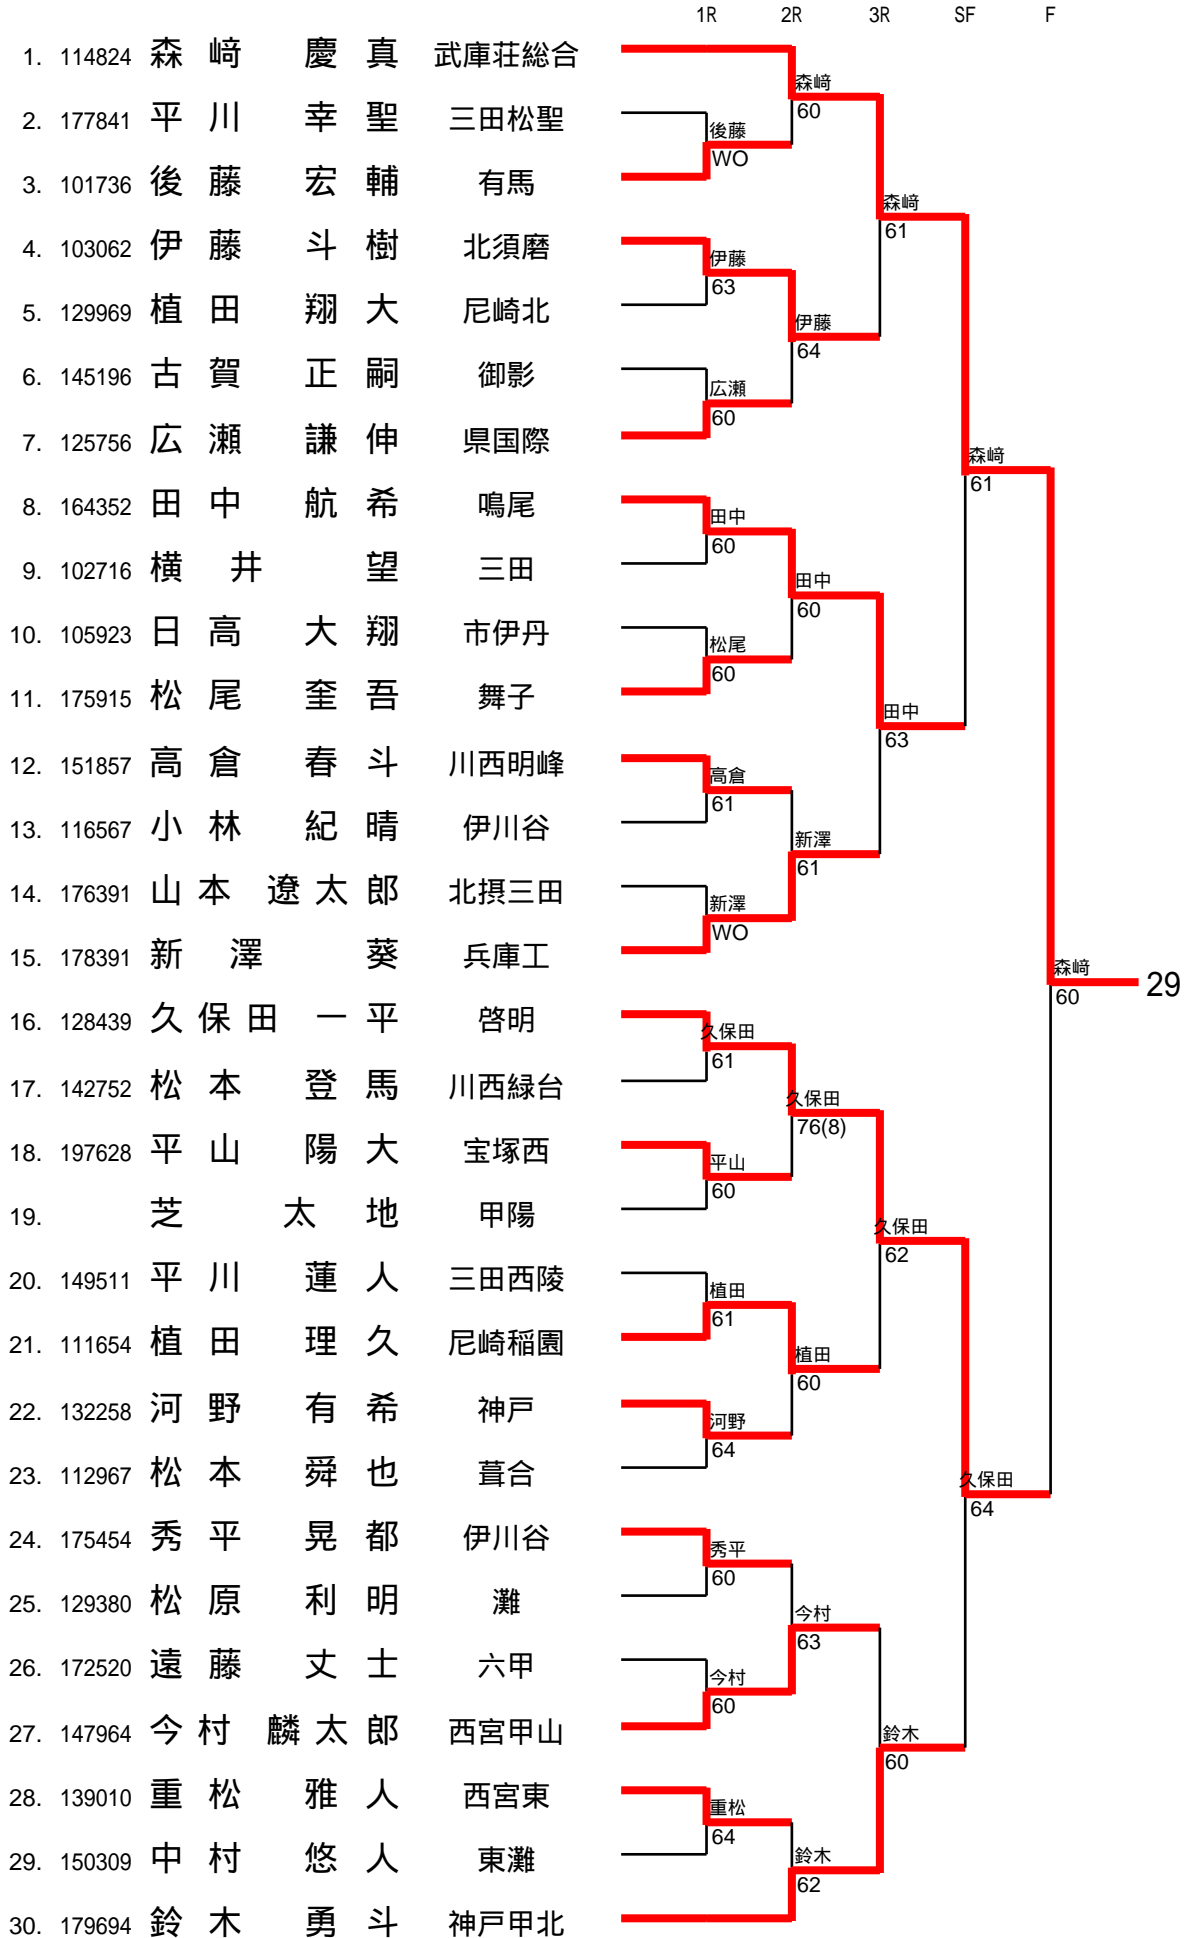 1R 2R 3R SF F
1. 114824 森﨑 慶真 武庫荘総合
森﨑
60
2. 177841 平川 幸聖 三田松聖
後藤
WO
3. 101736 後藤 宏輔 有馬
森﨑
61
4. 103062 伊藤 斗樹 北須磨
伊藤
63
5. 129969 植田 翔大 尼崎北
伊藤
64
6. 145196 古賀 正嗣 御影
広瀬
60
7. 125756 広瀬 謙伸 県国際
森﨑
61
8. 164352 田中 航希 鳴尾
田中
60
9. 102716 横井 望 三田
田中
60
10. 105923 日高 大翔 市伊丹
松尾
60
11. 175915 松尾 奎吾 舞子
田中
63
12. 151857 高倉 春斗 川西明峰
高倉
61
13. 116567 小林 紀晴 伊川谷
新澤
61
14. 176391 山本 遼太郎 北摂三田
新澤
WO
15. 178391 新澤 葵 兵庫工
森﨑
60
29
16. 128439 久保田 一平 啓明
久保田
61
17. 142752 松本 登馬 川西緑台
久保田
76(8)
18. 197628 平山 陽大 宝塚西
平山
60
19. 芝 太地 甲陽
久保田
62
20. 149511 平川 蓮人 三田西陵
植田
61
21. 111654 植田 理久 尼崎稲園
植田
60
22. 132258 河野 有希 神戸
河野
64
23. 112967 松本 舜也 葺合
久保田
64
24. 175454 秀平 晃都 伊川谷
秀平
60
25. 129380 松原 利明 灘
今村
63
26. 172520 遠藤 丈士 六甲
今村
60
27. 147964 今村 麟太郎 西宮甲山
鈴木
60
28. 139010 重松 雅人 西宮東
重松
64
29. 150309 中村 悠人 東灘
鈴木
62
30. 179694 鈴木 勇斗 神戸甲北